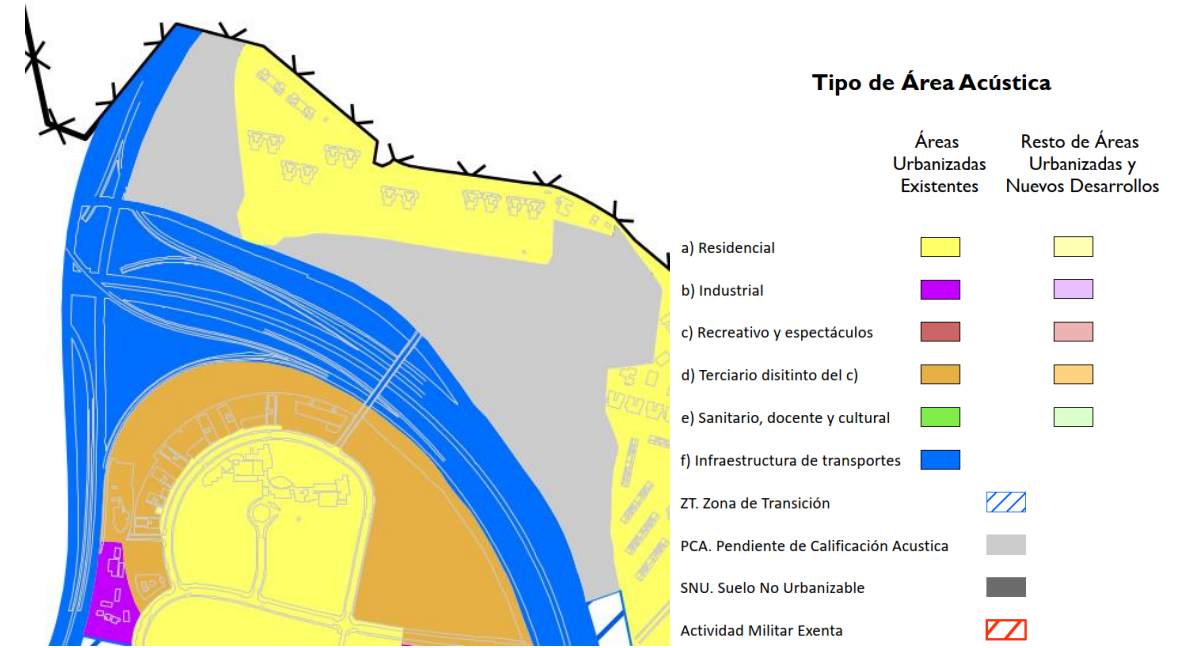 Tipo de Área Acústica
Áreas
Urbanizadas
Existentes
Resto de Áreas
Urbanizadas y
Nuevos Desarrollos
a) Residencial
b) Industrial
c) Recreativo y espectáculos
d) Terciario disitinto del c)
e) Sanitario, docente y cultural
f) Infraestructura de transportes
ZT. Zona de Transición
PCA. Pendiente de Calificación Acustica
SNU. Suelo No Urbanizable
Actividad Militar Exenta